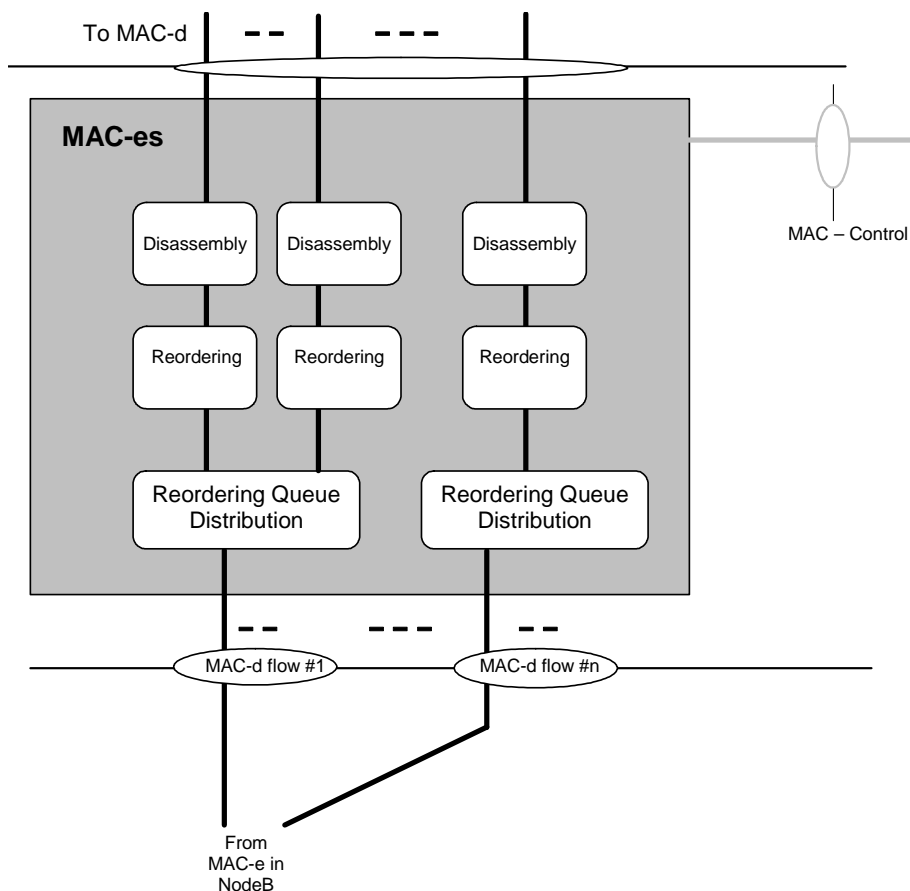 To MAC-d
MAC-es
MAC – Control
Disassembly
Disassembly
Disassembly
Reordering
Reordering
Reordering
Reordering Queue
Distribution
Reordering Queue
Distribution
MAC-d flow #1
MAC-d flow #n
From
MAC-e in
NodeB